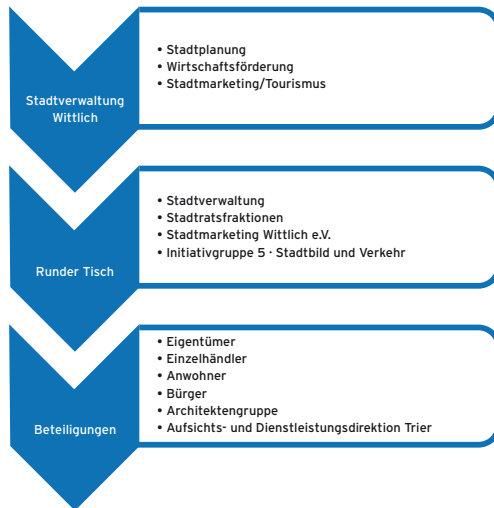 Stadtverwaltung
Wittlich
• Stadtplanung
• Wirtschaftsförderung
• Stadtmarketing/Tourismus
Runder Tisch
• Stadtverwaltung
• Stadtratsfraktionen
• Stadtmarketing Wittlich e.V.
• Initiativgruppe 5 · Stadtbild und Verkehr
Beteiligungen
• Eigentümer
• Einzelhändler
• Anwohner
• Bürger
• Architektengruppe
• Aufsichts- und Dienstleistungsdirektion Trier